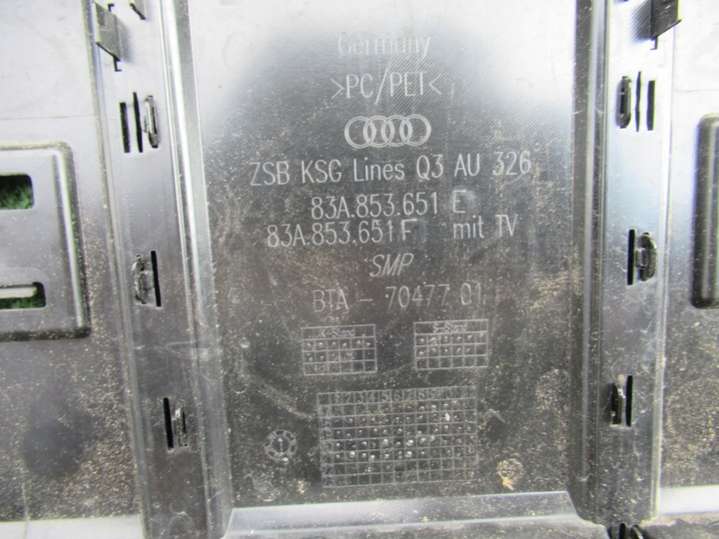 Germany
>PC/PET<
ZSB KSG Lines Q3 AU 326
83A.853.651 E
83A.853.651 F mit TV
SMP
BTA - 70477 01